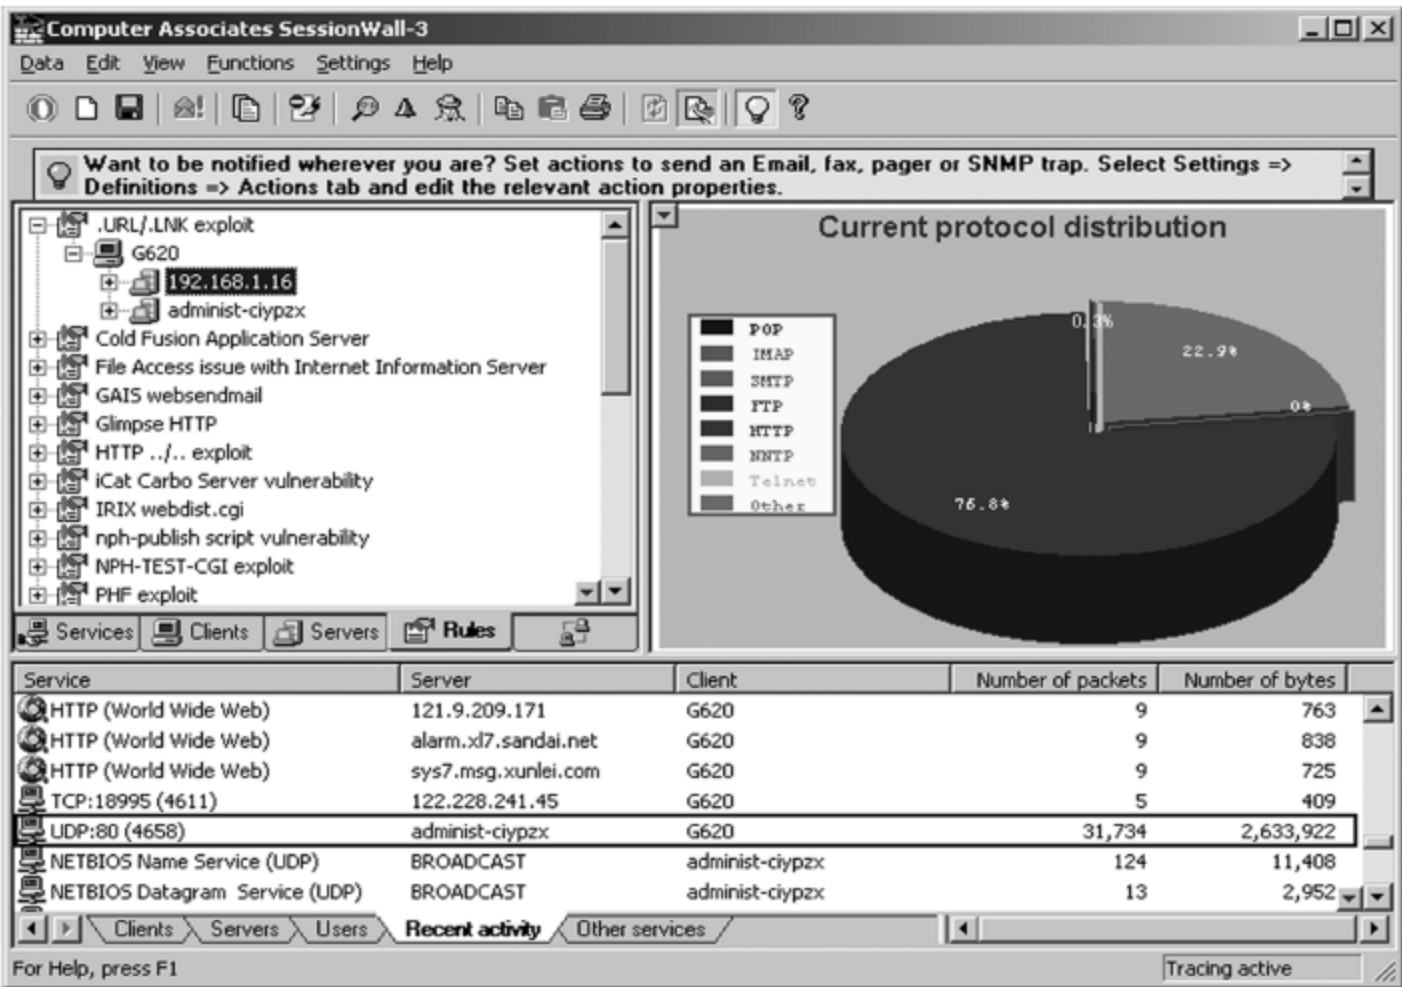 Computer Associates SessionWall-3
Data Edit View Functions Settings Help
Want to be notified wherever you are? Set actions to send an Email, fax, pager or SNMP trap. Select Settings =>
Definitions => Actions tab and edit the relevant action properties.
.URL/.LNK exploit
G620
192.168.1.16
administ-ciypzx
Cold Fusion Application Server
File Access issue with Internet Information Server
GAIS websendmail
Glimpse HTTP
HTTP ../.. exploit
iCat Carbo Server vulnerability
IRIX webdist.cgi
nph-publish script vulnerability
NPH-TEST-CGI exploit
PHF exploit
Services Clients Servers Rules
Current protocol distribution
POP
IMAP
SMTP
FTP
HTTP
NNTP
Telnet
Other
0.3%
22.9%
0%
76.8%
Service Server Client Number of packets Number of bytes
HTTP (World Wide Web) 121.9.209.171 G620 9 763
HTTP (World Wide Web) alarm.xl7.sandai.net G620 9 838
HTTP (World Wide Web) sys7.msg.xunlei.com G620 9 725
TCP:18995 (4611) 122.228.241.45 G620 5 409
UDP:80 (4658) administ-ciypzx G620 31,734 2,633,922
NETBIOS Name Service (UDP) BROADCAST administ-ciypzx 124 11,408
NETBIOS Datagram Service (UDP) BROADCAST administ-ciypzx 13 2,952
Clients Servers Users Recent activity Other services
For Help, press F1
Tracing active